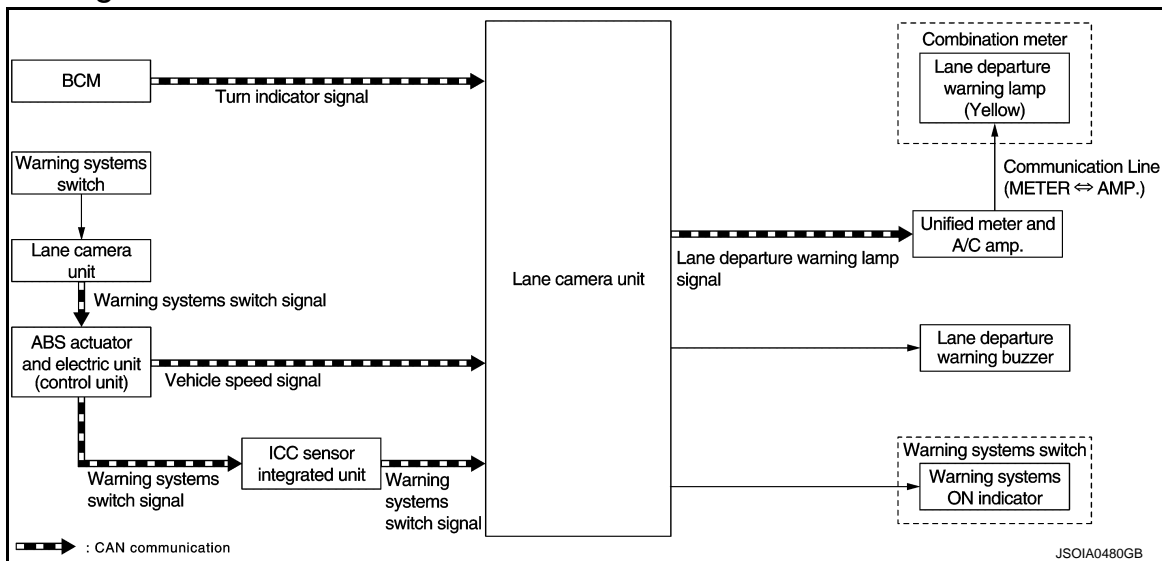 BCM
Turn indicator signal
Warning systems
switch
Lane camera
unit
Warning systems switch signal
ABS actuator
and electric unit
(control unit)
Vehicle speed signal
Warning systems
switch signal
ICC sensor
integrated unit
Warning
systems
switch signal
Lane camera unit
Combination meter
Lane departure
warning lamp
(Yellow)
Communication Line
(METER ⇔ AMP.)
Unified meter and
A/C amp.
Lane departure warning lamp
signal
Lane departure
warning buzzer
Warning systems switch
Warning systems
ON indicator
: CAN communication
JSOIA0480GB